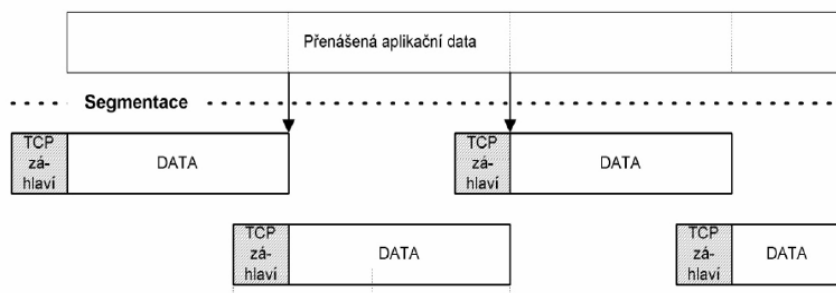 Přenášená aplikační data
Segmentace
TCP
zá-
hlaví
DATA
TCP
zá-
hlaví
DATA
TCP
zá-
hlaví
DATA
TCP
zá-
hlaví
DATA